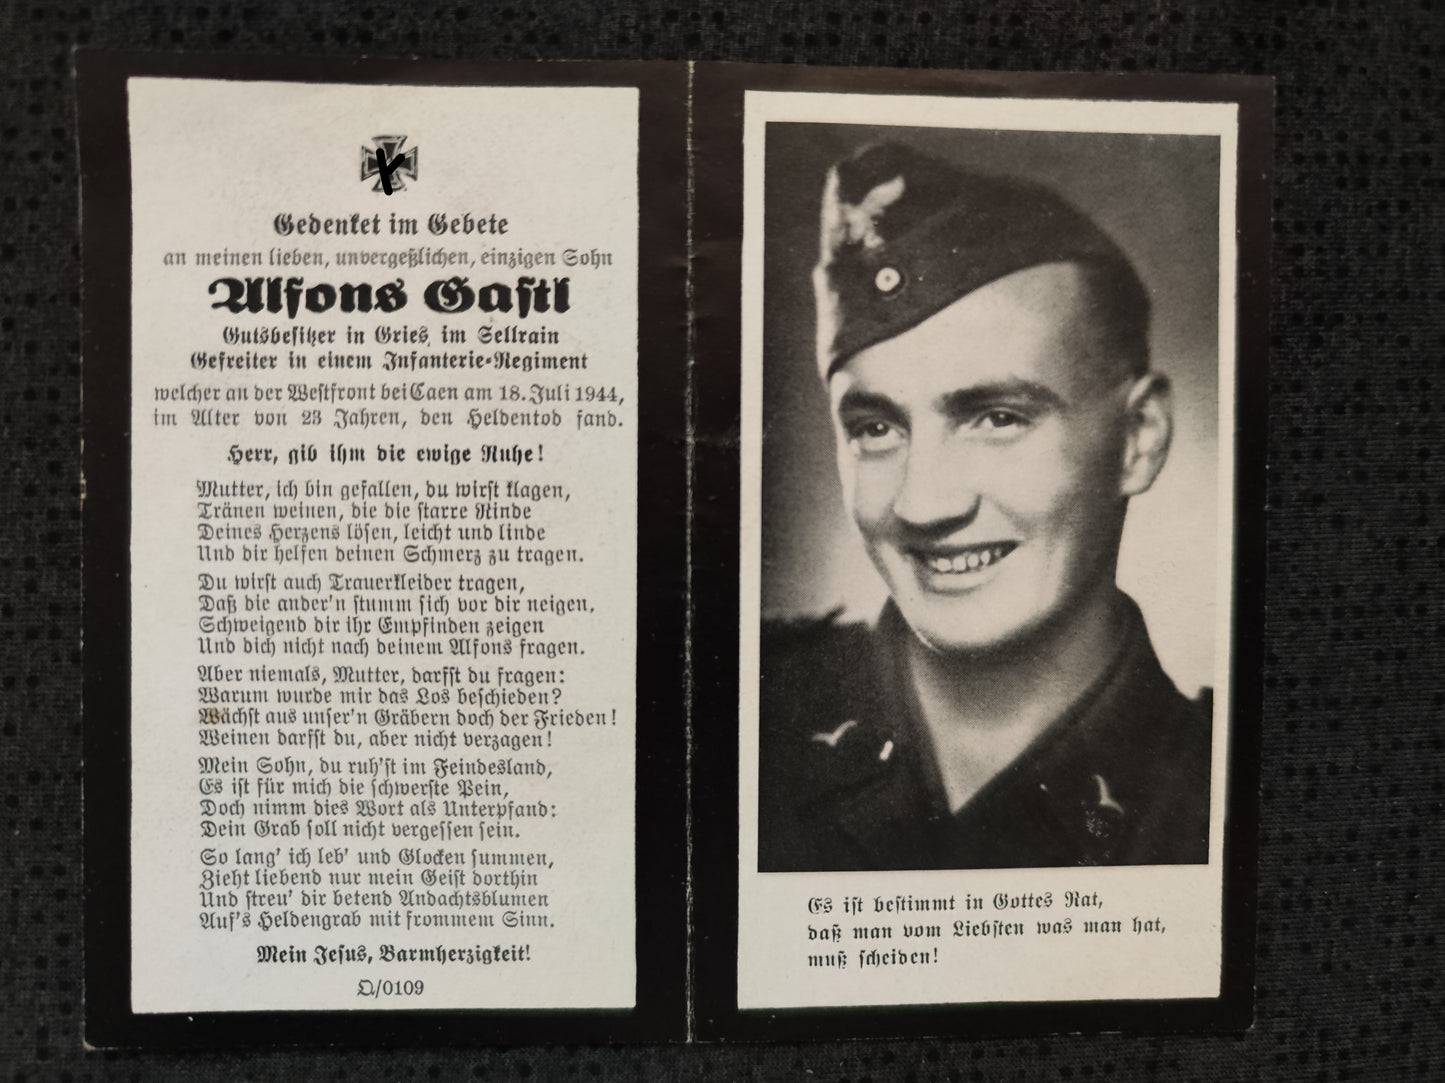 Gedenket im Gebete
an meinen lieben, unvergeßlichen, einzigen Sohn
Alfons Gastl
Gutsbesitzer in Gries im Sellrain
Gefreiter in einem Infanterie-Regiment
welcher an der Westfront bei Caen am 18. Juli 1944,
im Alter von 23 Jahren, den Heldentod fand.
Herr, gib ihm die ewige Ruhe!
Mutter, ich bin gefallen, du wirst klagen,
Tränen weinen, die die starre Rinde
Deines Herzens lösen, leicht und linde
Und dir helfen deinen Schmerz zu tragen.
Du wirst auch Trauerkleider tragen,
Daß die ander'n stumm sich vor dir neigen,
Schweigend dir ihr Empfinden zeigen
Und dich nicht nach deinem Alfons fragen.
Aber niemals, Mutter, darfst du fragen:
Warum wurde mir das Los beschieden?
Wächst aus unser'n Gräbern doch der Frieden!
Weinen darfst du, aber nicht verzagen!
Mein Sohn, du ruh'st im Feindesland,
Es ist für mich die schwerste Pein,
Doch nimm dies Wort als Unterpfand:
Dein Grab soll nicht vergessen sein.
So lang' ich leb' und Glocken summen,
Zieht liebend nur mein Geist dorthin
Und streu' dir betend Andachtsblumen
Auf's Heldengrab mit frommem Sinn.
Mein Jesus, Barmherzigkeit!
D/0109
Es ist bestimmt in Gottes Rat,
daß man vom Liebsten was man hat,
muß scheiden!